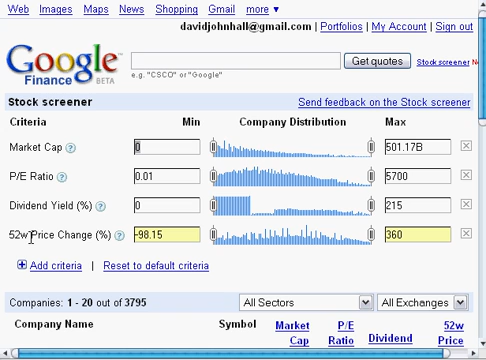 Web Images Maps News Shopping Gmail more ▼
davidjohnhall@gmail.com | Portfolios | My Account | Sign out
Google
Finance BETA
Get quotes
Stock screener
e.g. "CSCO" or "Google"
Stock screener Send feedback on the Stock screener
Criteria Min Company Distribution Max
Market Cap ? 0 501.17B
P/E Ratio ? 0.01 5700
Dividend Yield (%) ? 0 215
52w Price Change (%) ? -98.15 360
Add criteria | Reset to default criteria
Companies: 1 - 20 out of 3795 All Sectors All Exchanges
Company Name Symbol Market Cap P/E Ratio Dividend 52w Price